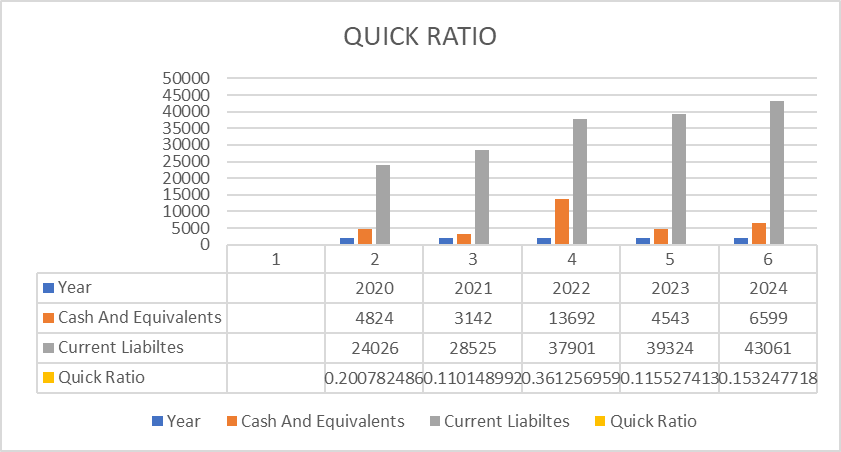 QUICK RATIO
50000
45000
40000
35000
30000
25000
20000
15000
10000
5000
0
1 2 3 4 5 6
Year 2020 2021 2022 2023 2024
Cash And Equivalents 4824 3142 13692 4543 6599
Current Liabiltes 24026 28525 37901 39324 43061
Quick Ratio 0.200782486 0.110148992 0.361256959 0.115527413 0.153247718
Year Cash And Equivalents Current Liabiltes Quick Ratio